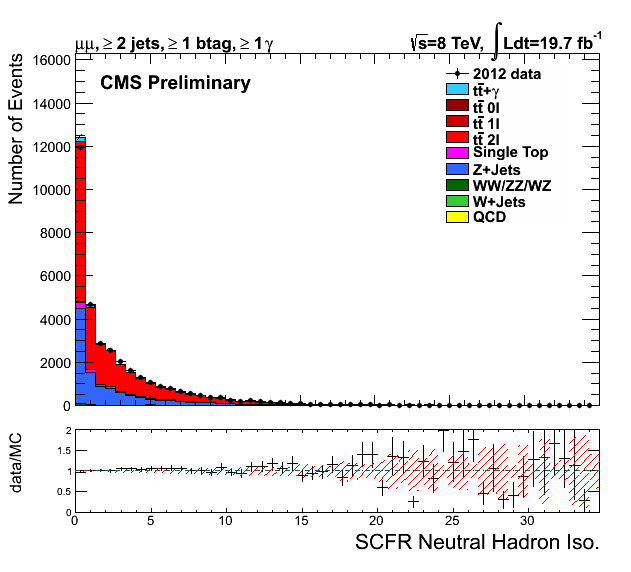 μμ, ≥ 2 jets, ≥ 1 btag, ≥ 1 γ
√s=8 TeV, ∫Ldt=19.7 fb⁻¹
CMS Preliminary
2012 data
tt̄+γ
tt̄ 0l
tt̄ 1l
tt̄ 2l
Single Top
Z+Jets
WW/ZZ/WZ
W+Jets
QCD
Number of Events
16000
14000
12000
10000
8000
6000
4000
2000
0
data/MC
2
1.5
1
0.5
0
0 5 10 15 20 25 30
SCFR Neutral Hadron Iso.